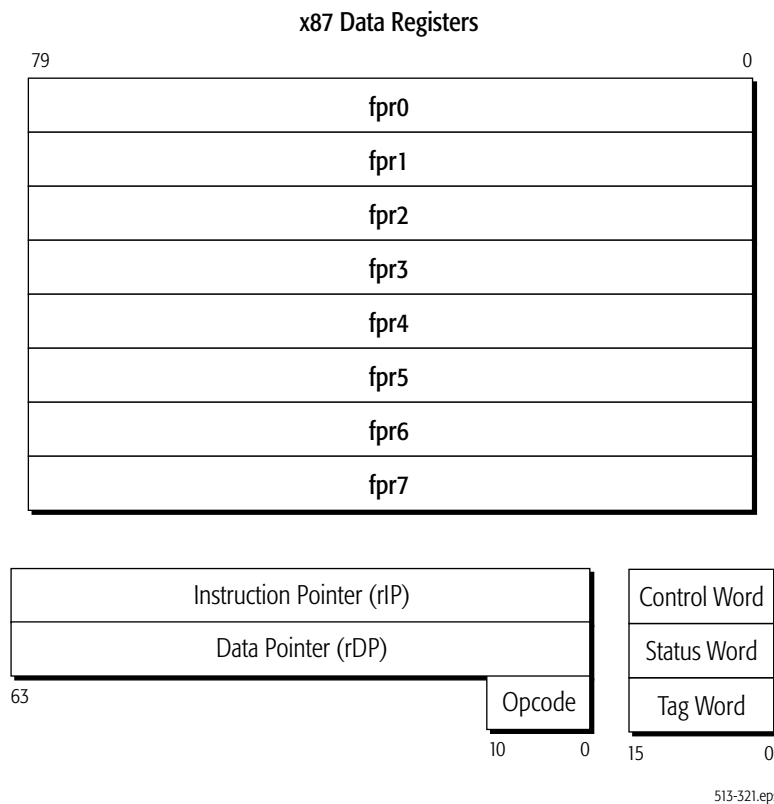 x87 Data Registers
79 0
fpr0
fpr1
fpr2
fpr3
fpr4
fpr5
fpr6
fpr7
Instruction Pointer (rIP) Control Word
Data Pointer (rDP) Status Word
63 Opcode Tag Word
10 0 15 0
513-321.ep